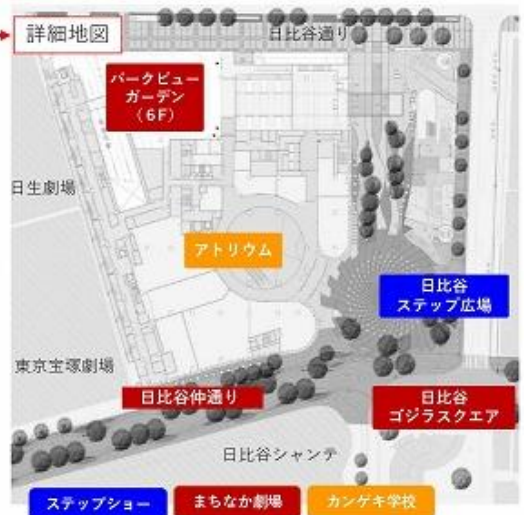 詳細地図
日比谷通り
パークビュー
ガーデン
(6F)
日生劇場
アトリウム
日比谷
ステップ広場
東京宝塚劇場
日比谷仲通り
日比谷
ゴジラスクエア
日比谷シャンテ
ステップショー
まちなか劇場
カンゲキ学校